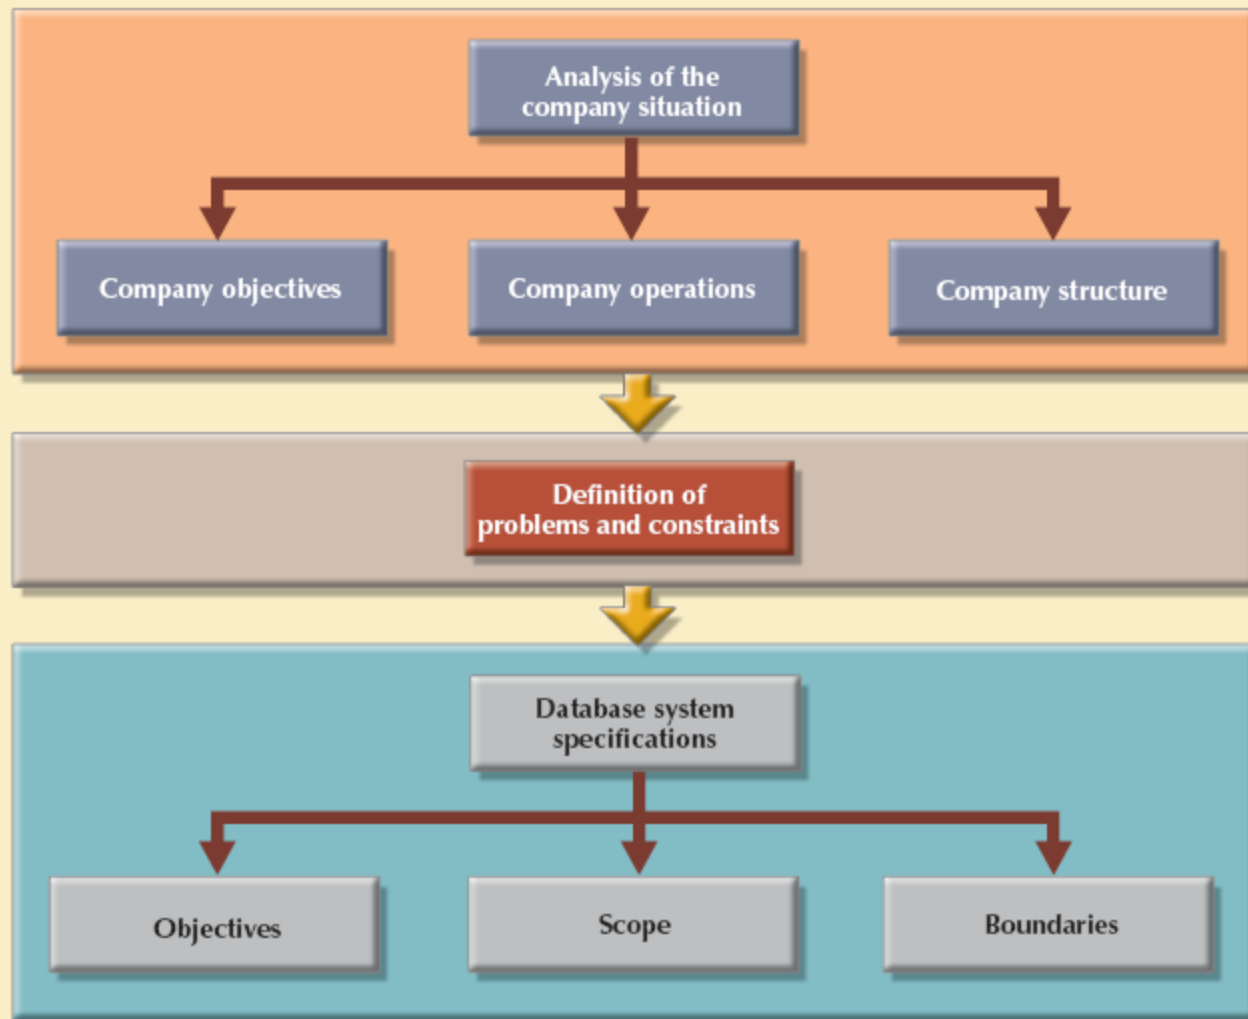 Analysis of the
company situation
Company objectives
Company operations
Company structure
Definition of
problems and constraints
Database system
specifications
Objectives
Scope
Boundaries